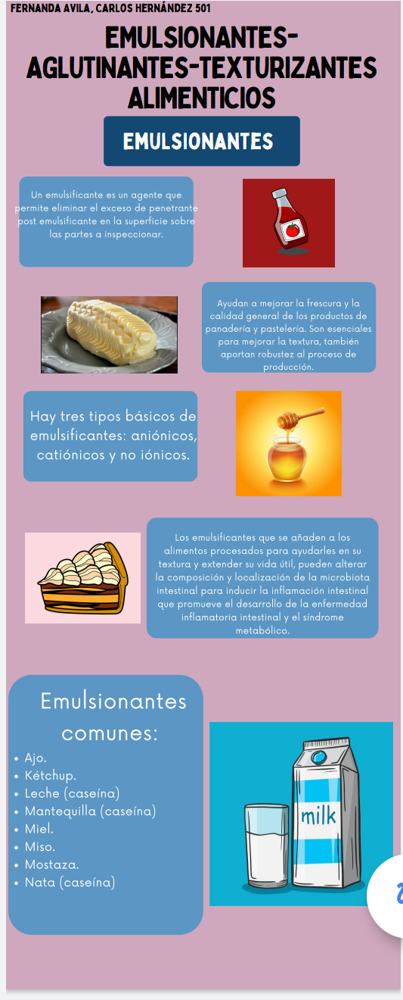 FERNANDA AVILA, CARLOS HERNÁNDEZ 501
EMULSIONANTES-
AGLUTINANTES-TEXTURIZANTES
ALIMENTICIOS
EMULSIONANTES
Un emulsificante es un agente que
permite eliminar el exceso de penetrante
post emulsificante en la superficie sobre
las partes a inspeccionar.
Ayudan a mejorar la frescura y la
calidad general de los productos de
panadería y pastelería. Son esenciales
para mejorar la textura, también
aportan robustez al proceso de
producción.
Hay tres tipos básicos de
emulsificantes: aniónicos,
catiónicos y no iónicos.
Los emulsificantes que se añaden a los
alimentos procesados para ayudarles en su
textura y extender su vida útil, pueden alterar
la composición y localización de la microbiota
intestinal para inducir la inflamación intestinal
que promueve el desarrollo de la enfermedad
inflamatoria intestinal y el síndrome
metabólico.
Emulsionantes
comunes:
• Ajo.
• Kétchup.
• Leche (caseína)
• Mantequilla (caseína)
• Miel.
• Miso.
• Mostaza.
• Nata (caseína)
milk